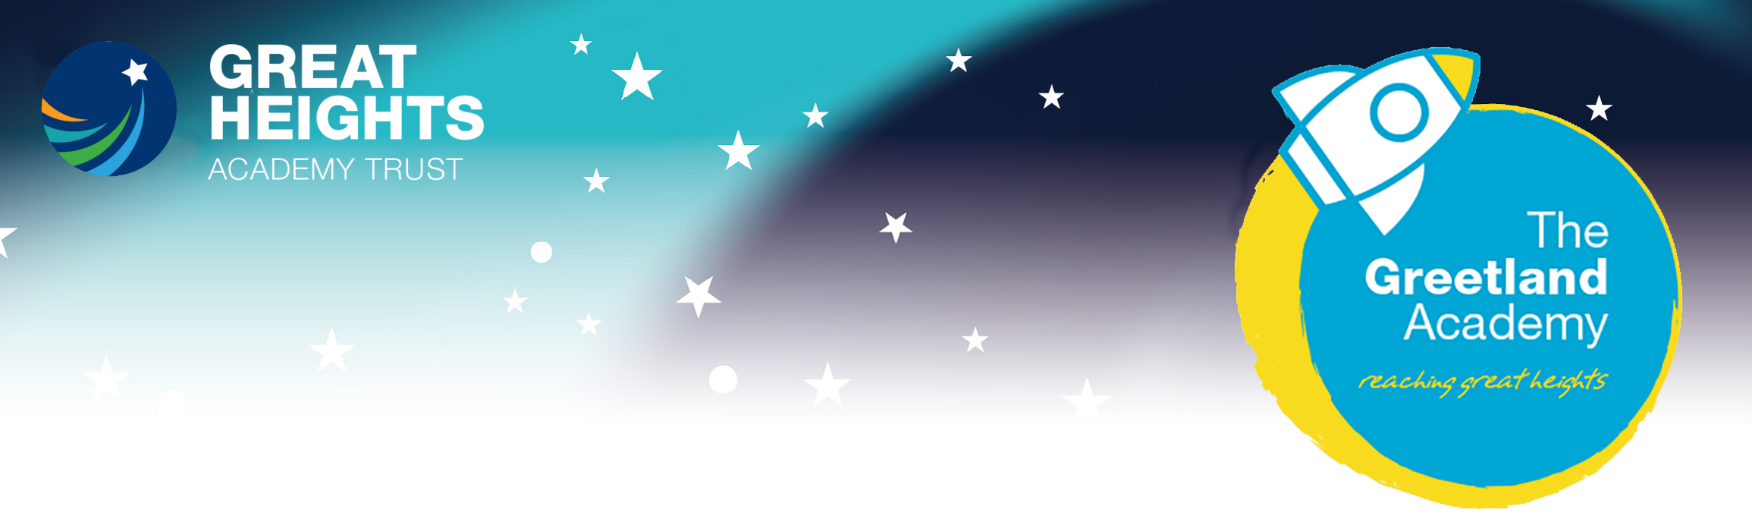 GREAT
HEIGHTS
ACADEMY TRUST
The
Greetland
Academy
reaching great heights